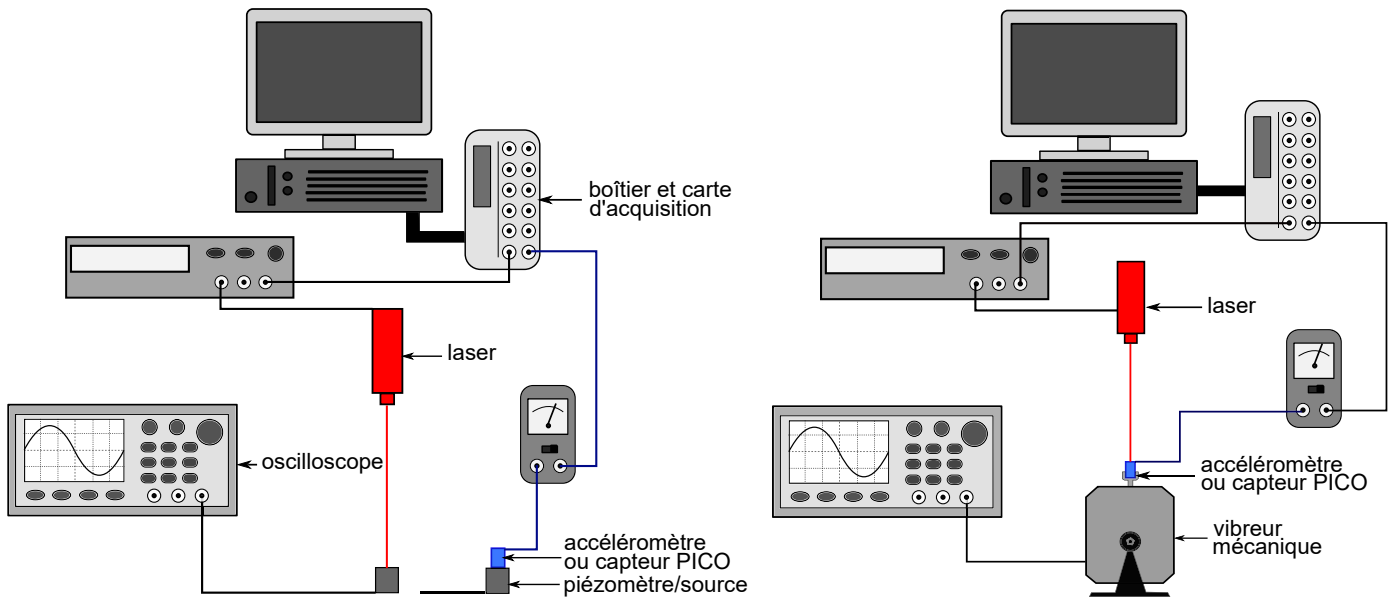 boîtier et carte
d'acquisition
laser
oscilloscope
accéléromètre
ou capteur PICO
piézomètre/source
laser
accéléromètre
ou capteur PICO
vibreur
mécanique